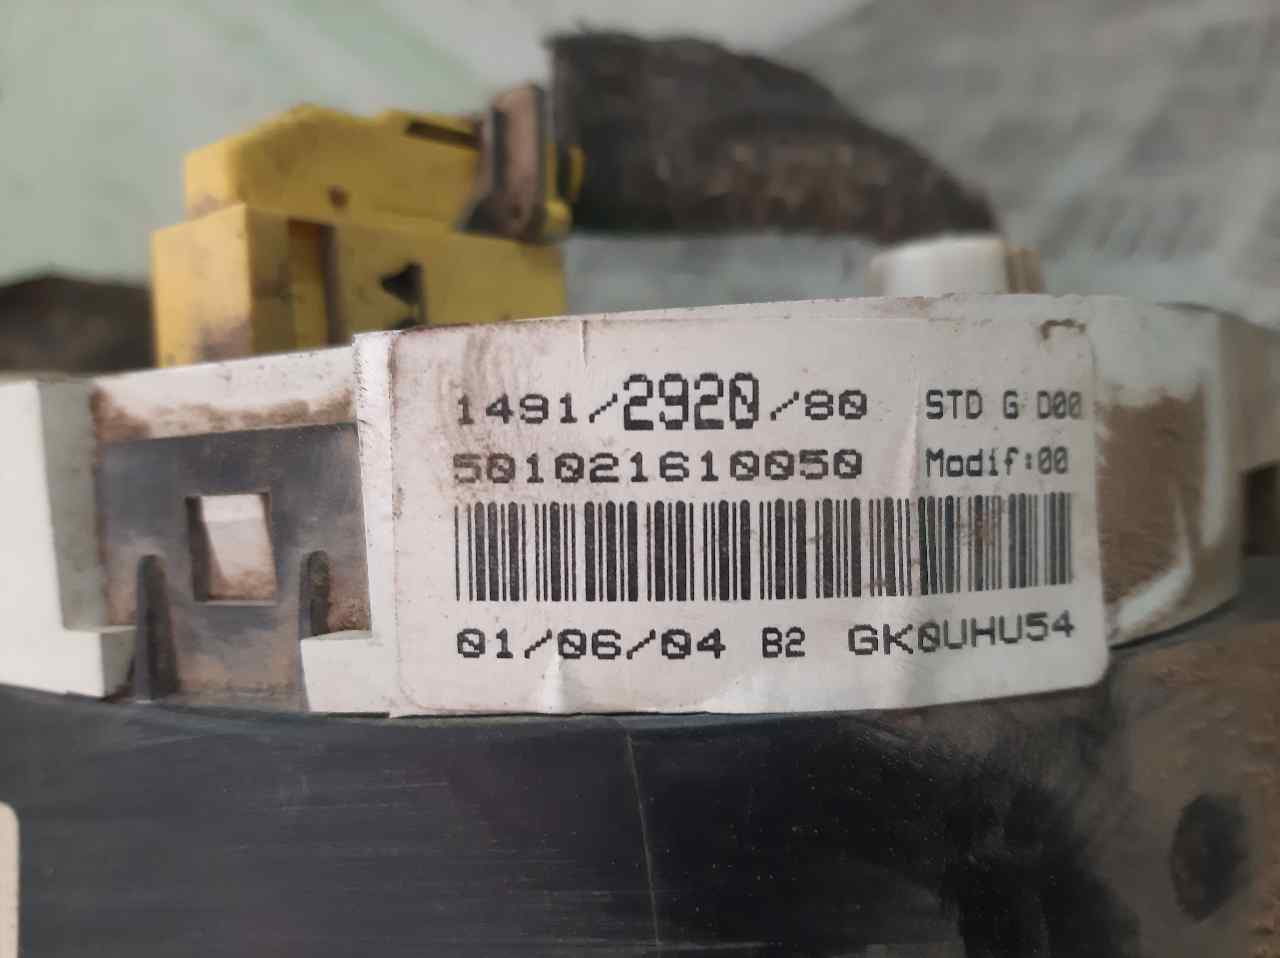 1491/2920/80 STD G D00
501021610050 Modif:00
01/06/04 B2 GK0UHU54